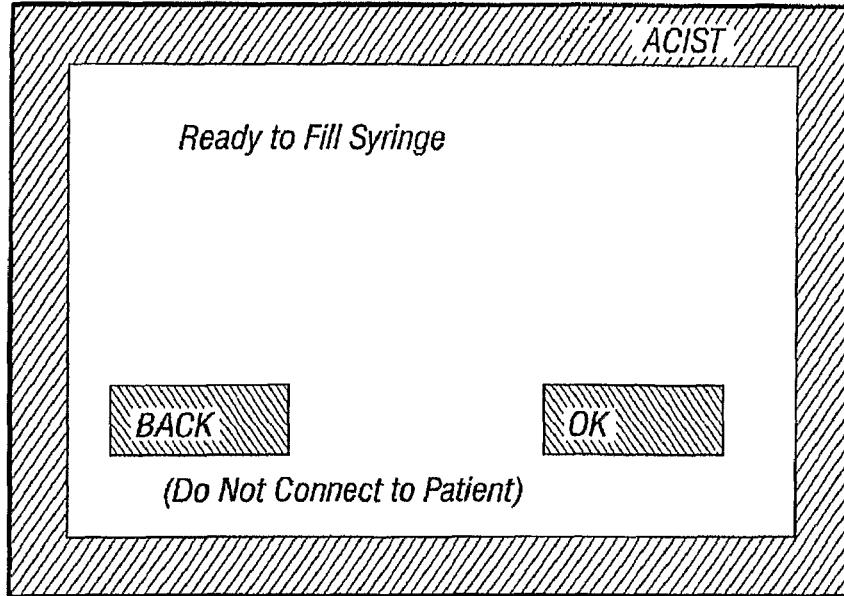 ACIST
Ready to Fill Syringe
BACK
OK
(Do Not Connect to Patient)